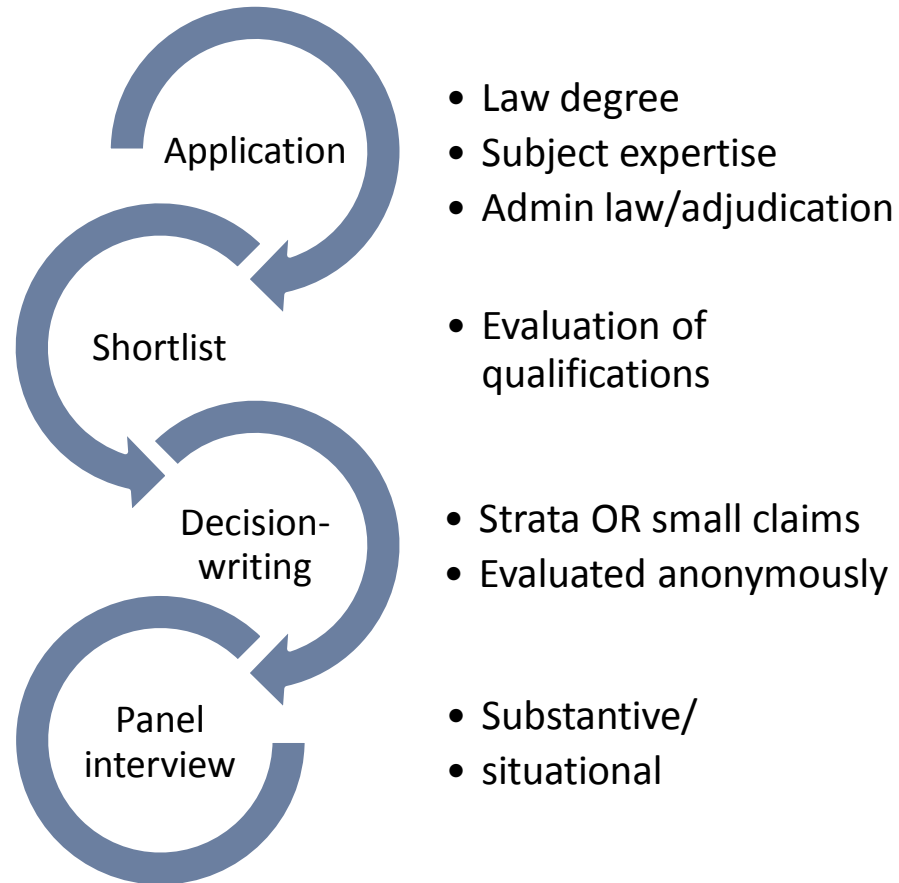 Application
• Law degree
• Subject expertise
• Admin law/adjudication
Shortlist
• Evaluation of
qualifications
Decision-
writing
• Strata OR small claims
• Evaluated anonymously
Panel
interview
• Substantive/
• situational